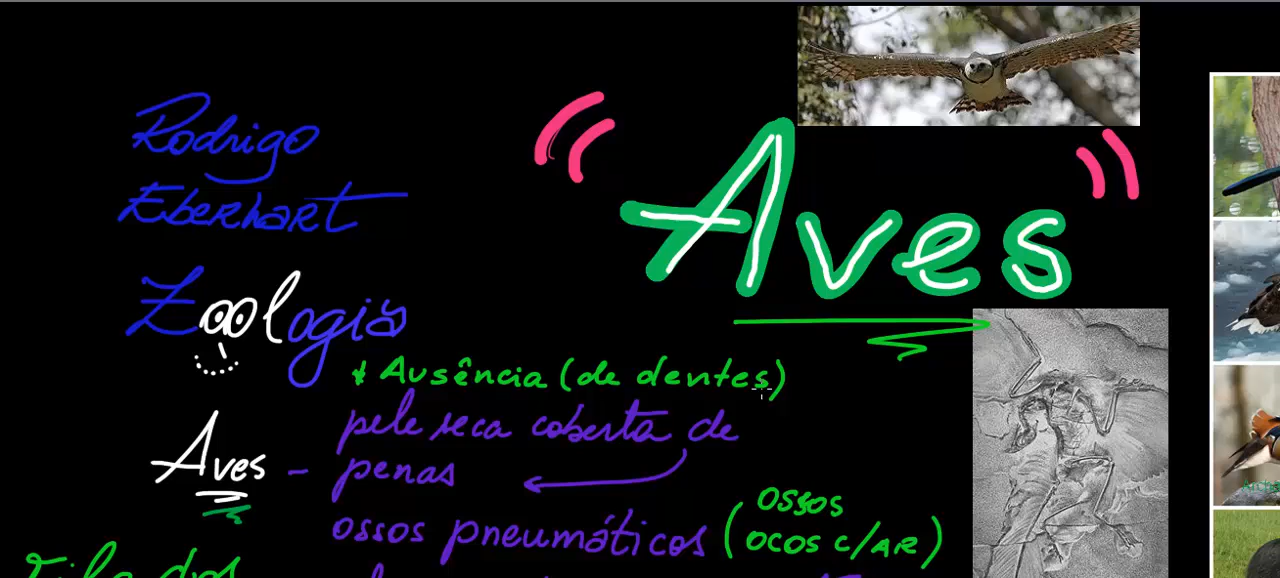 Rodrigo
Eberhart
Zoologia
"Aves"
* Ausência (de dentes)
pele seca coberta de
Aves - penas
ossos pneumáticos (ossos
ocos c/AR)